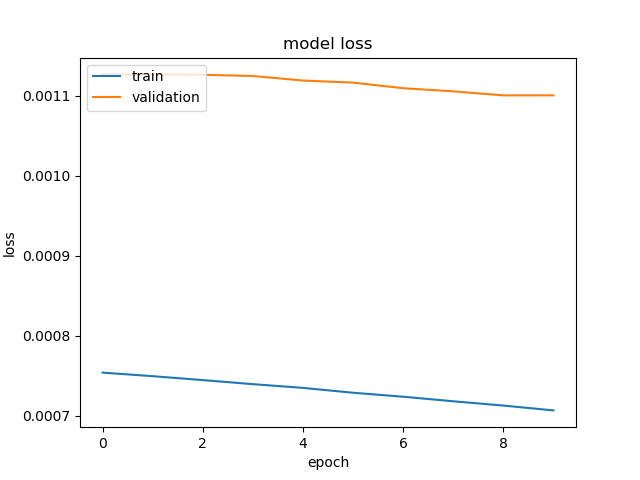 model loss
train
validation
0.0011
0.0010
0.0009
0.0008
0.0007
loss
0 2 4 6 8
epoch